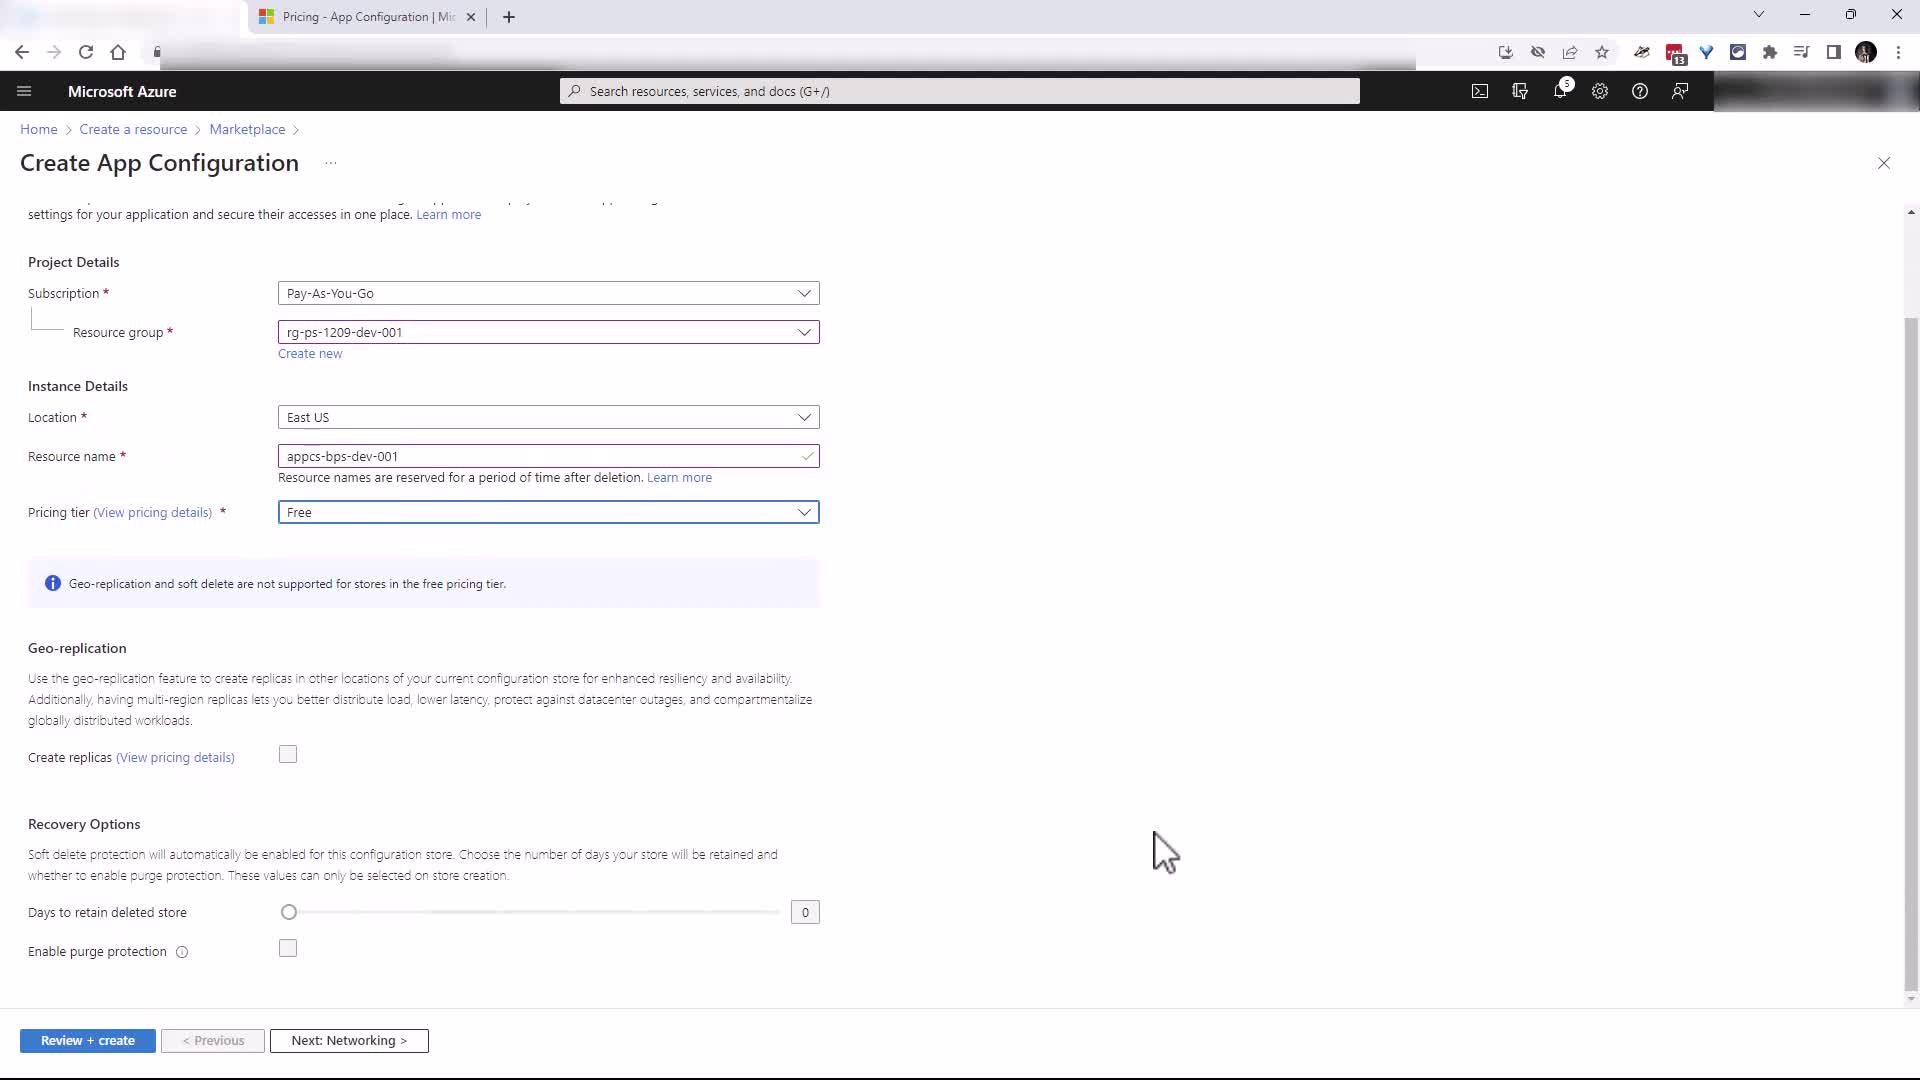 Pricing - App Configuration | Mic
13
Microsoft Azure
Search resources, services, and docs (G+/)
5
Home > Create a resource > Marketplace >
Create App Configuration ...
settings for your application and secure their accesses in one place. Learn more
Project Details
Subscription *
Pay-As-You-Go
Resource group *
rg-ps-1209-dev-001
Create new
Instance Details
Location *
East US
Resource name *
appcs-bps-dev-001
Resource names are reserved for a period of time after deletion. Learn more
Pricing tier (View pricing details) *
Free
Geo-replication and soft delete are not supported for stores in the free pricing tier.
Geo-replication
Use the geo-replication feature to create replicas in other locations of your current configuration store for enhanced resiliency and availability.
Additionally, having multi-region replicas lets you better distribute load, lower latency, protect against datacenter outages, and compartmentalize
globally distributed workloads.
Create replicas (View pricing details)
Recovery Options
Soft delete protection will automatically be enabled for this configuration store. Choose the number of days your store will be retained and
whether to enable purge protection. These values can only be selected on store creation.
Days to retain deleted store
0
Enable purge protection
Review + create
< Previous
Next: Networking >